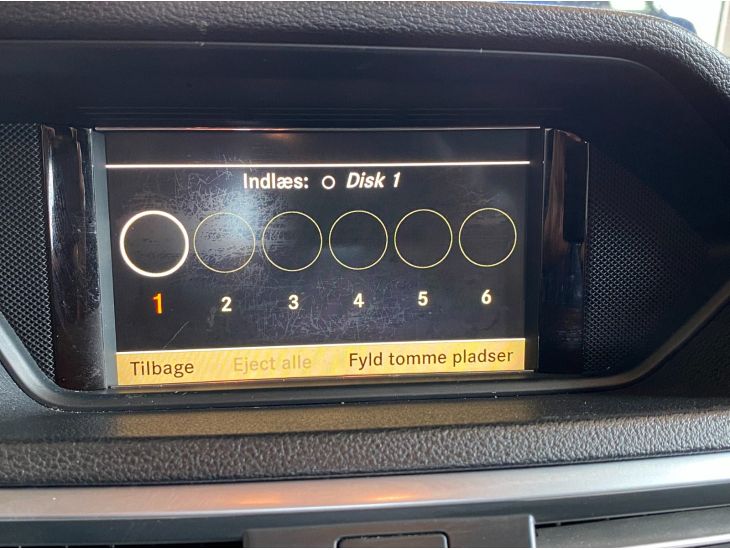 Indlæs: Disk 1
1 2 3 4 5 6
Tilbage Eject alle Fyld tomme pladser